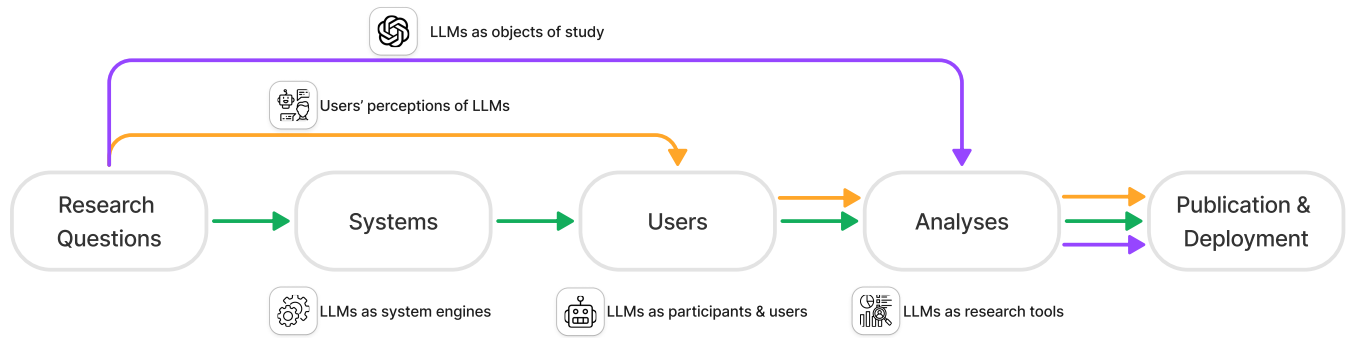 LLMs as objects of study
Users’ perceptions of LLMs
Research
Questions
Systems
Users
Analyses
Publication &
Deployment
LLMs as system engines
LLMs as participants & users
LLMs as research tools